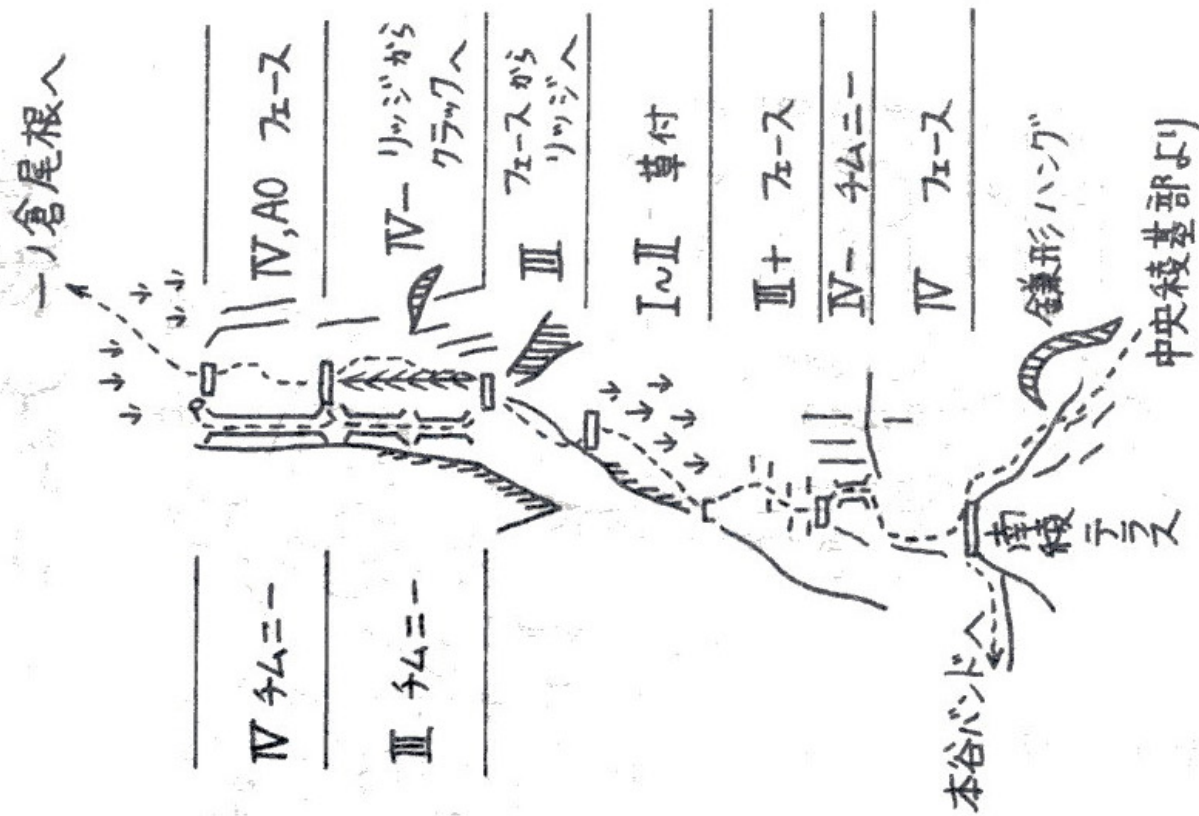 一ノ倉尾根へ
IV,A0 フェース
IV− リッジから
クラックへ
III フェースから
リッジへ
I~II 草付
III+ フェース
IV− チムニー
IV フェース
鎌形ハング
中央稜基部より
IV チムニー
III チムニー
南稜
テラス
本谷バンドへ